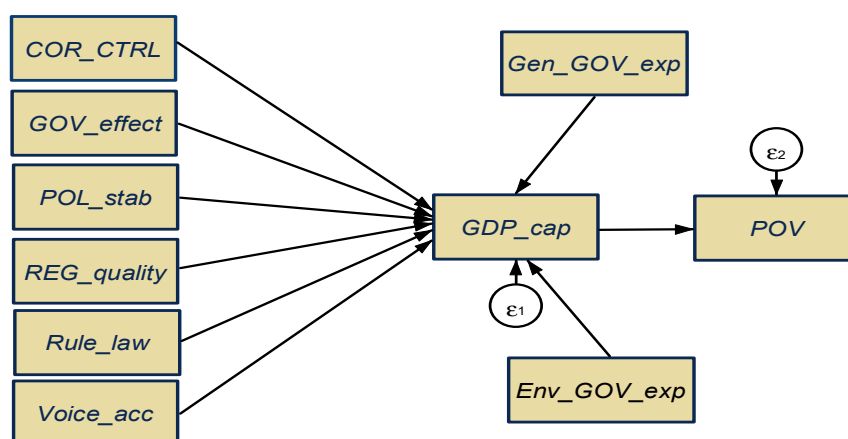 COR_CTRL
GOV_effect
POL_stab
REG_quality
Rule_law
Voice_acc
Gen_GOV_exp
GDP_cap
ε1
Env_GOV_exp
ε2
POV